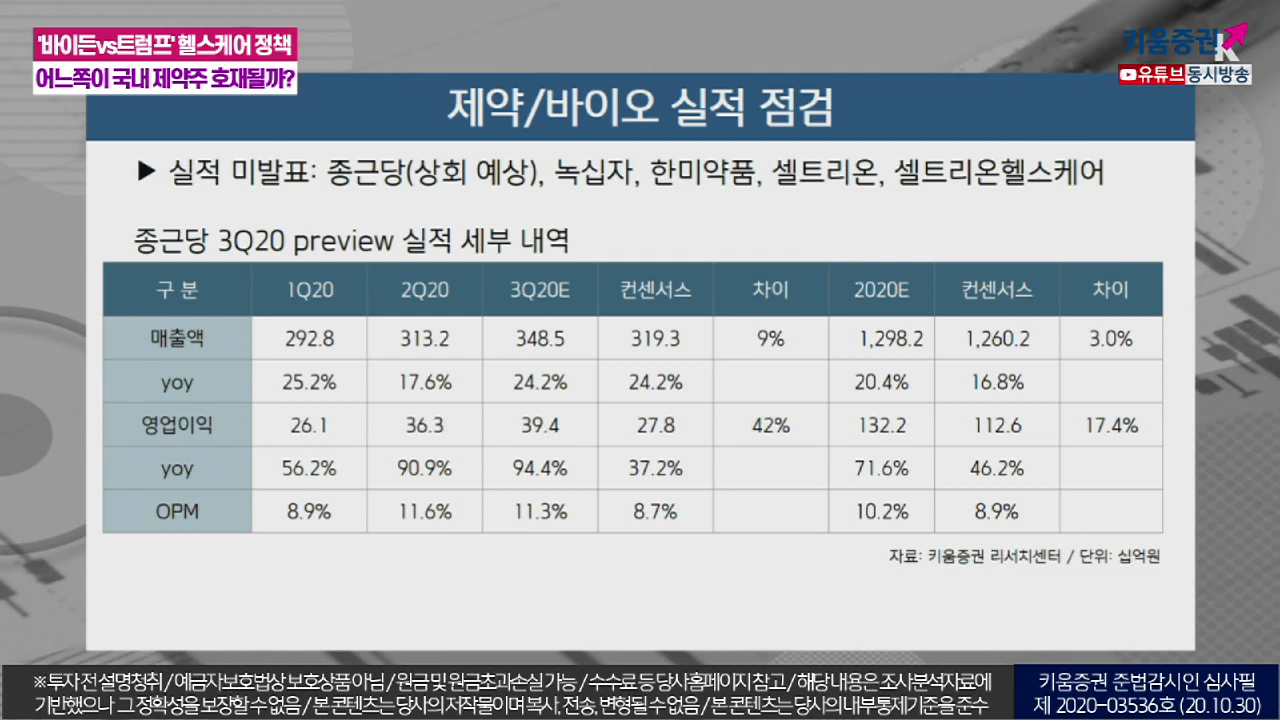 '바이든vs트럼프' 헬스케어 정책
어느쪽이 국내 제약주 호재될까?
키움증권
유튜브 동시방송
제약/바이오 실적 점검
▶ 실적 미발표: 종근당(상회 예상), 녹십자, 한미약품, 셀트리온, 셀트리온헬스케어
종근당 3Q20 preview 실적 세부 내역
구 분 1Q20 2Q20 3Q20E 컨센서스 차이 2020E 컨센서스 차이
매출액 292.8 313.2 348.5 319.3 9% 1,298.2 1,260.2 3.0%
yoy 25.2% 17.6% 24.2% 24.2% 20.4% 16.8%
영업이익 26.1 36.3 39.4 27.8 42% 132.2 112.6 17.4%
yoy 56.2% 90.9% 94.4% 37.2% 71.6% 46.2%
OPM 8.9% 11.6% 11.3% 8.7% 10.2% 8.9%
자료: 키움증권 리서치센터 / 단위: 십억원
※ 투자 전 설명청취 / 예금자보호법상 보호상품 아님 / 원금 및 원금초과손실 가능 / 수수료 등 당사홈페이지 참고 / 해당 내용은 조사분석자료에
기반했으나 그 정확성을 보장할 수 없음 / 본 콘텐츠는 당사의 저작물이며 복사, 전송, 변형될 수 없음 / 본 콘텐츠는 당사의 내부통제기준을 준수
키움증권 준법감시인 심사필
제 2020-03536호 (20.10.30)